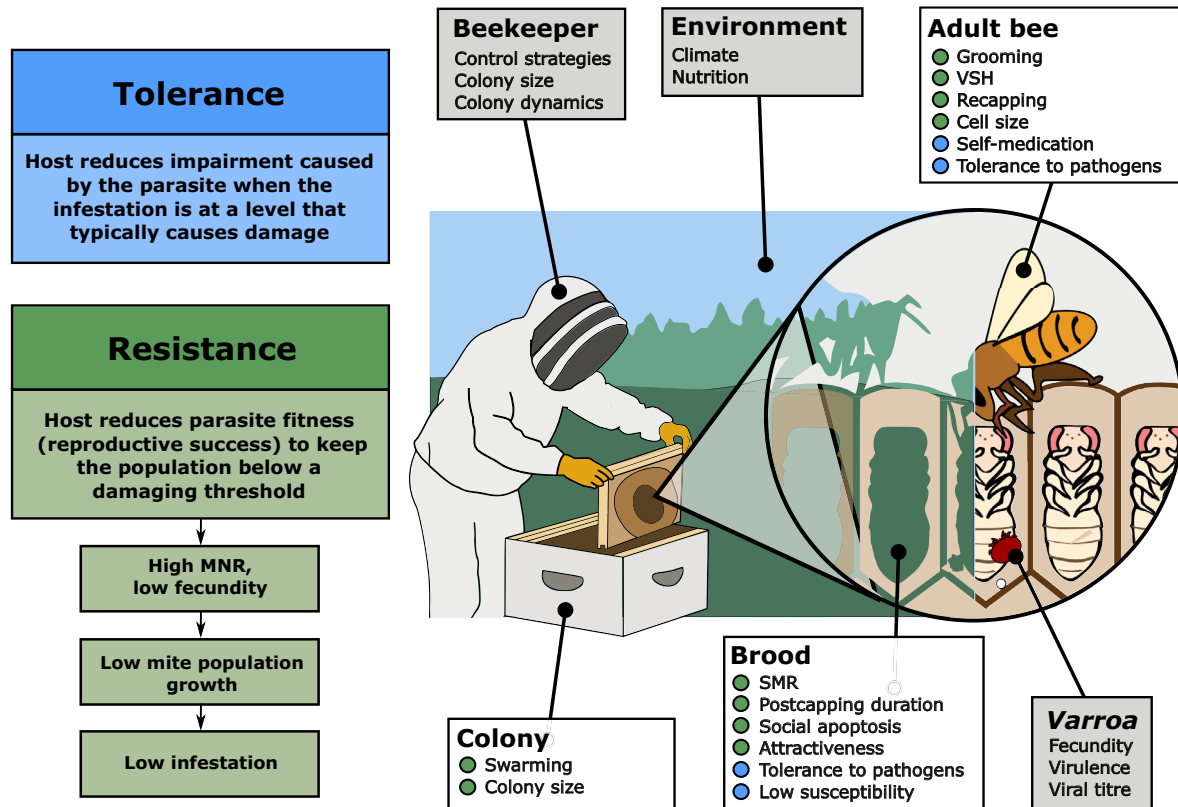 Tolerance
Host reduces impairment caused
by the parasite when the
infestation is at a level that
typically causes damage
Resistance
Host reduces parasite fitness
(reproductive success) to keep
the population below a
damaging threshold
High MNR,
low fecundity
Low mite population
growth
Low infestation
Beekeeper
Control strategies
Colony size
Colony dynamics
Environment
Climate
Nutrition
Adult bee
Grooming
VSH
Recapping
Cell size
Self-medication
Tolerance to pathogens
Colony
Swarming
Colony size
Brood
SMR
Postcapping duration
Social apoptosis
Attractiveness
Tolerance to pathogens
Low susceptibility
Varroa
Fecundity
Virulence
Viral titre